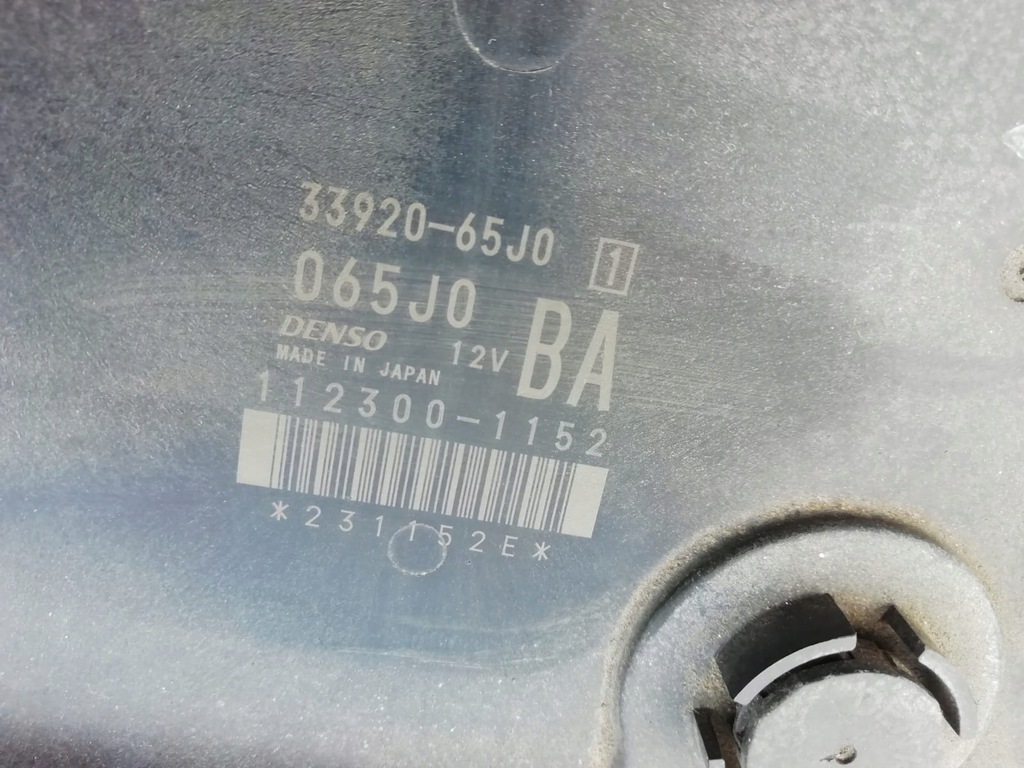 33920-65J0 1
065J0 BA
DENSO 12V
MADE IN JAPAN
112300-1152
*231152E*